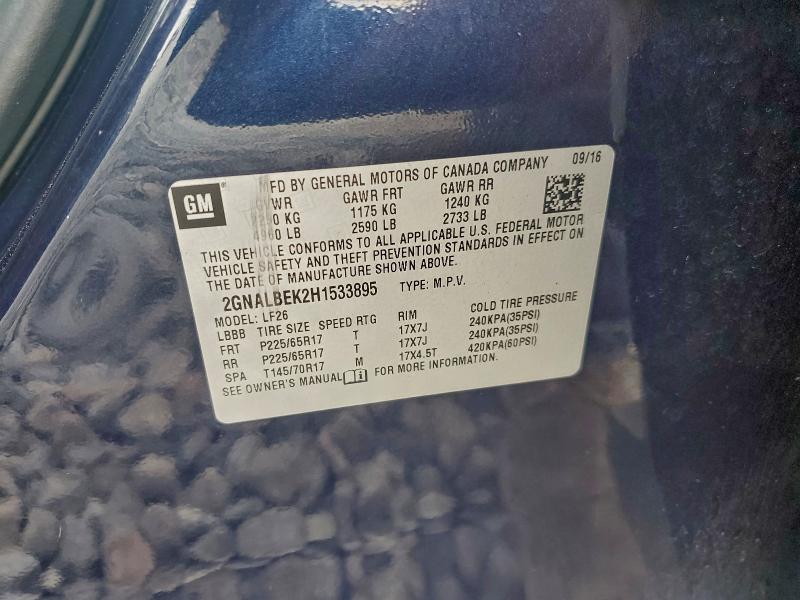 GM
MFD BY GENERAL MOTORS OF CANADA COMPANY 09/16
GVWR GAWR FRT GAWR RR
KG 1175 KG 1240 KG
LB 2590 LB 2733 LB
THIS VEHICLE CONFORMS TO ALL APPLICABLE U.S. FEDERAL MOTOR
VEHICLE SAFETY AND THEFT PREVENTION STANDARDS IN EFFECT ON
THE DATE OF MANUFACTURE SHOWN ABOVE.
2GNALBEK2H1533895 TYPE: M.P.V.
MODEL: LF26
LBBB TIRE SIZE SPEED RTG RIM COLD TIRE PRESSURE
FRT P225/65R17 T 17X7J 240KPA(35PSI)
RR P225/65R17 T 17X7J 240KPA(35PSI)
SPA T145/70R17 M 17X4.5T 420KPA(60PSI)
SEE OWNER'S MANUAL FOR MORE INFORMATION.